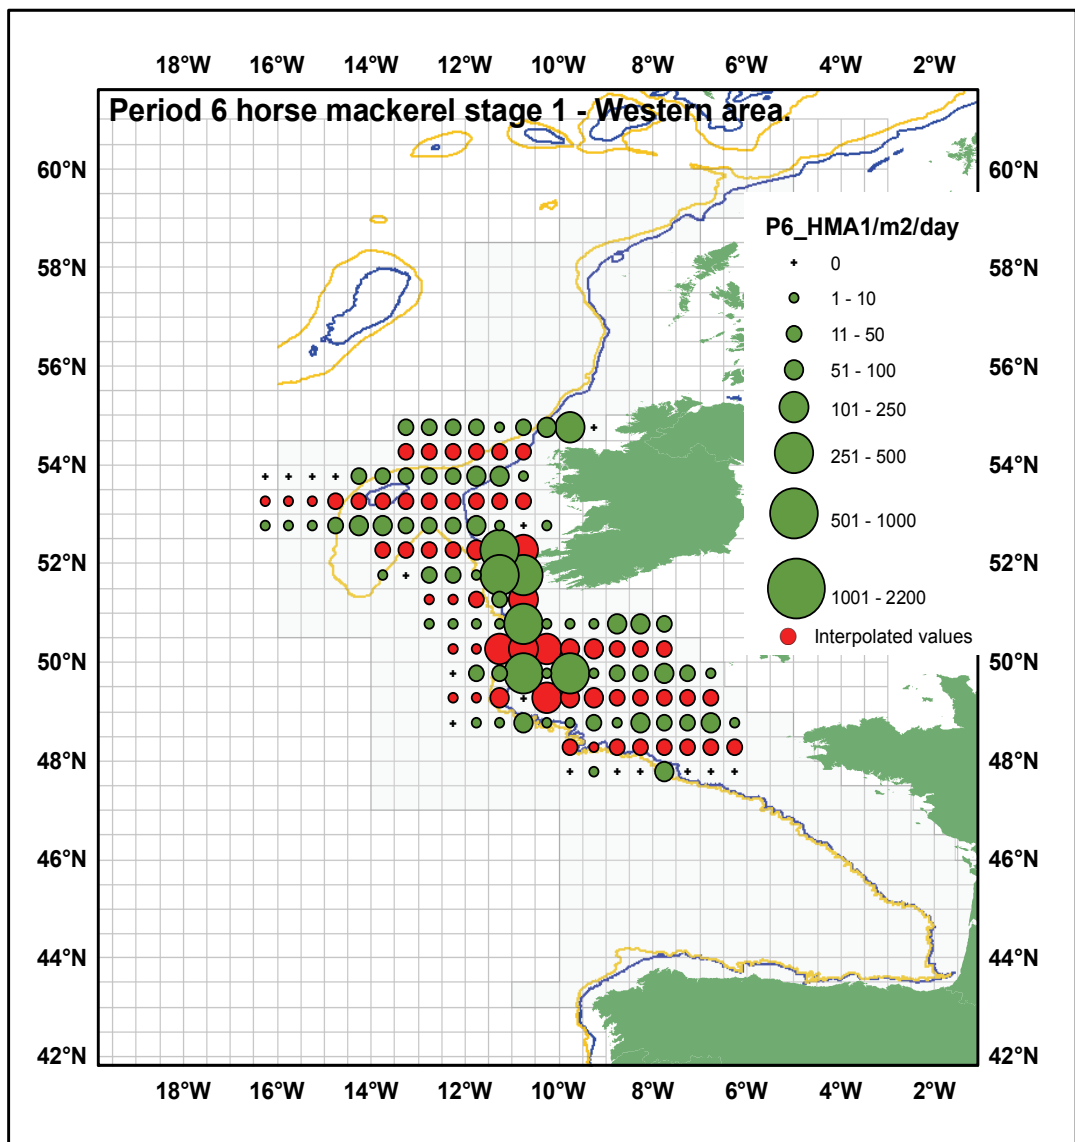 18°W 16°W 14°W 12°W 10°W 8°W 6°W 4°W 2°W
Period 6 horse mackerel stage 1 - Western area.
60°N 60°N
P6_HMA1/m2/day
0
58°N 58°N
1 - 10
11 - 50
56°N 56°N
51 - 100
101 - 250
54°N 54°N
251 - 500
501 - 1000
52°N 52°N
1001 - 2200
Interpolated values
50°N 50°N
48°N 48°N
46°N 46°N
44°N 44°N
42°N 42°N
18°W 16°W 14°W 12°W 10°W 8°W 6°W 4°W 2°W